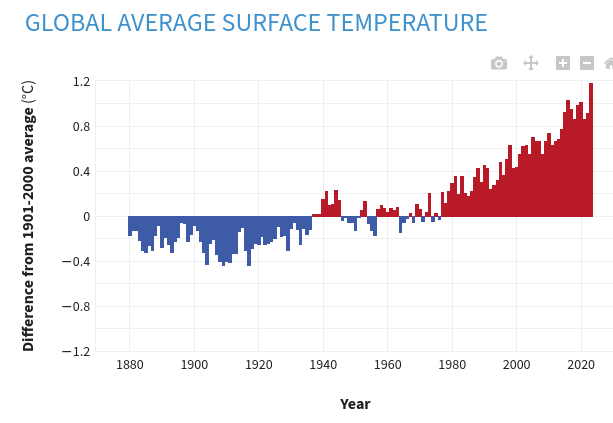 GLOBAL AVERAGE SURFACE TEMPERATURE
Difference from 1901-2000 average (°C)
1.2
0.8
0.4
0
−0.4
−0.8
−1.2
1880 1900 1920 1940 1960 1980 2000 2020
Year